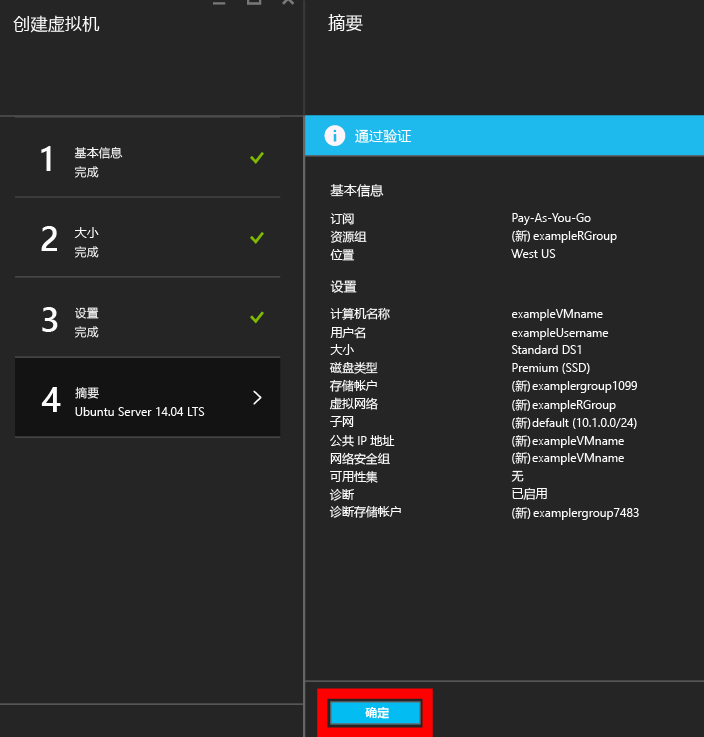 创建虚拟机
1
基本信息
完成
2
大小
完成
3
设置
完成
4
摘要
Ubuntu Server 14.04 LTS
摘要
通过验证
基本信息
订阅 Pay-As-You-Go
资源组 (新) exampleRGroup
位置 West US
设置
计算机名称 exampleVMname
用户名 exampleUsername
大小 Standard DS1
磁盘类型 Premium (SSD)
存储帐户 (新) examplergroup1099
虚拟网络 (新) exampleRGroup
子网 (新) default (10.1.0.0/24)
公共 IP 地址 (新) exampleVMname
网络安全组 (新) exampleVMname
可用性集 无
诊断 已启用
诊断存储帐户 (新) examplergroup7483
确定